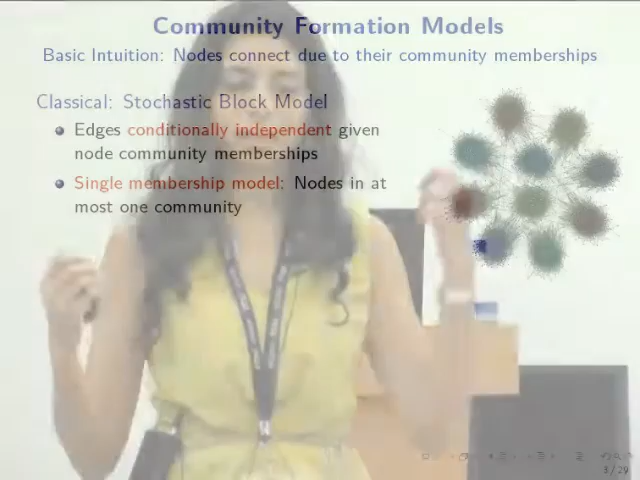 Community Formation Models
Basic Intuition: Nodes connect due to their community memberships
Classical: Stochastic Block Model
Edges conditionally independent given
node community memberships
Single membership model: Nodes in at
most one community
3 / 29